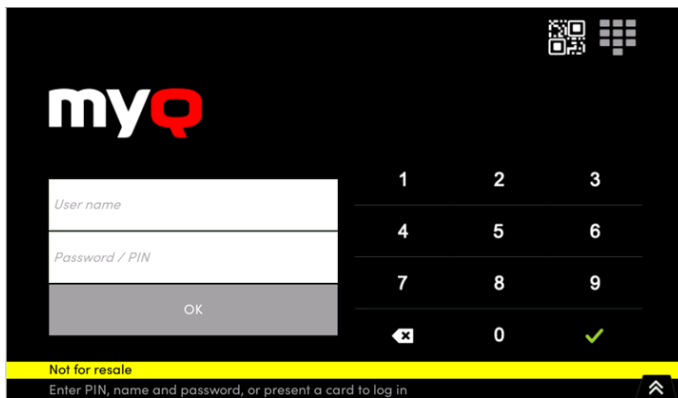 myQ
User name
Password / PIN
OK
1 2 3
4 5 6
7 8 9
0
Not for resale
Enter PIN, name and password, or present a card to log in